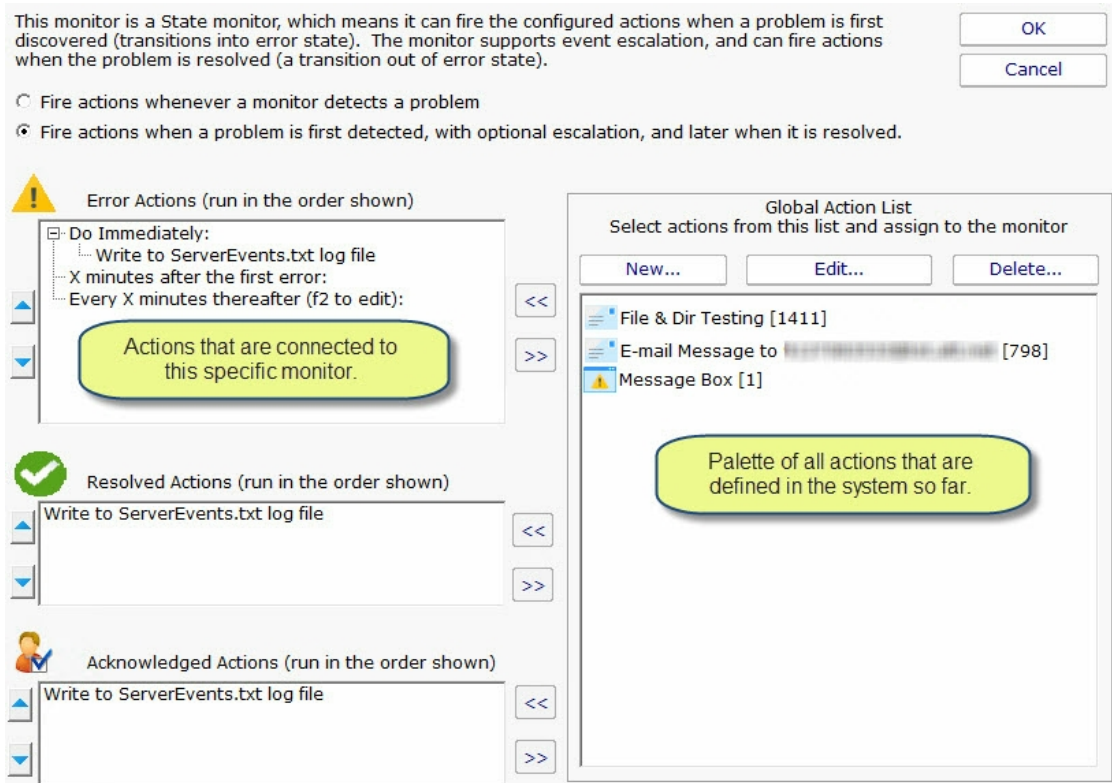 This monitor is a State monitor, which means it can fire the configured actions when a problem is first
discovered (transitions into error state).  The monitor supports event escalation, and can fire actions
when the problem is resolved (a transition out of error state).
OK
Cancel
Fire actions whenever a monitor detects a problem
Fire actions when a problem is first detected, with optional escalation, and later when it is resolved.
Error Actions (run in the order shown)
Do Immediately:
Write to ServerEvents.txt log file
X minutes after the first error:
Every X minutes thereafter (f2 to edit):
Actions that are connected to
this specific monitor.
<<
>>
Resolved Actions (run in the order shown)
Write to ServerEvents.txt log file
<<
>>
Acknowledged Actions (run in the order shown)
Write to ServerEvents.txt log file
<<
>>
Global Action List
Select actions from this list and assign to the monitor
New...
Edit...
Delete...
File & Dir Testing [1411]
E-mail Message to [798]
Message Box [1]
Palette of all actions that are
defined in the system so far.